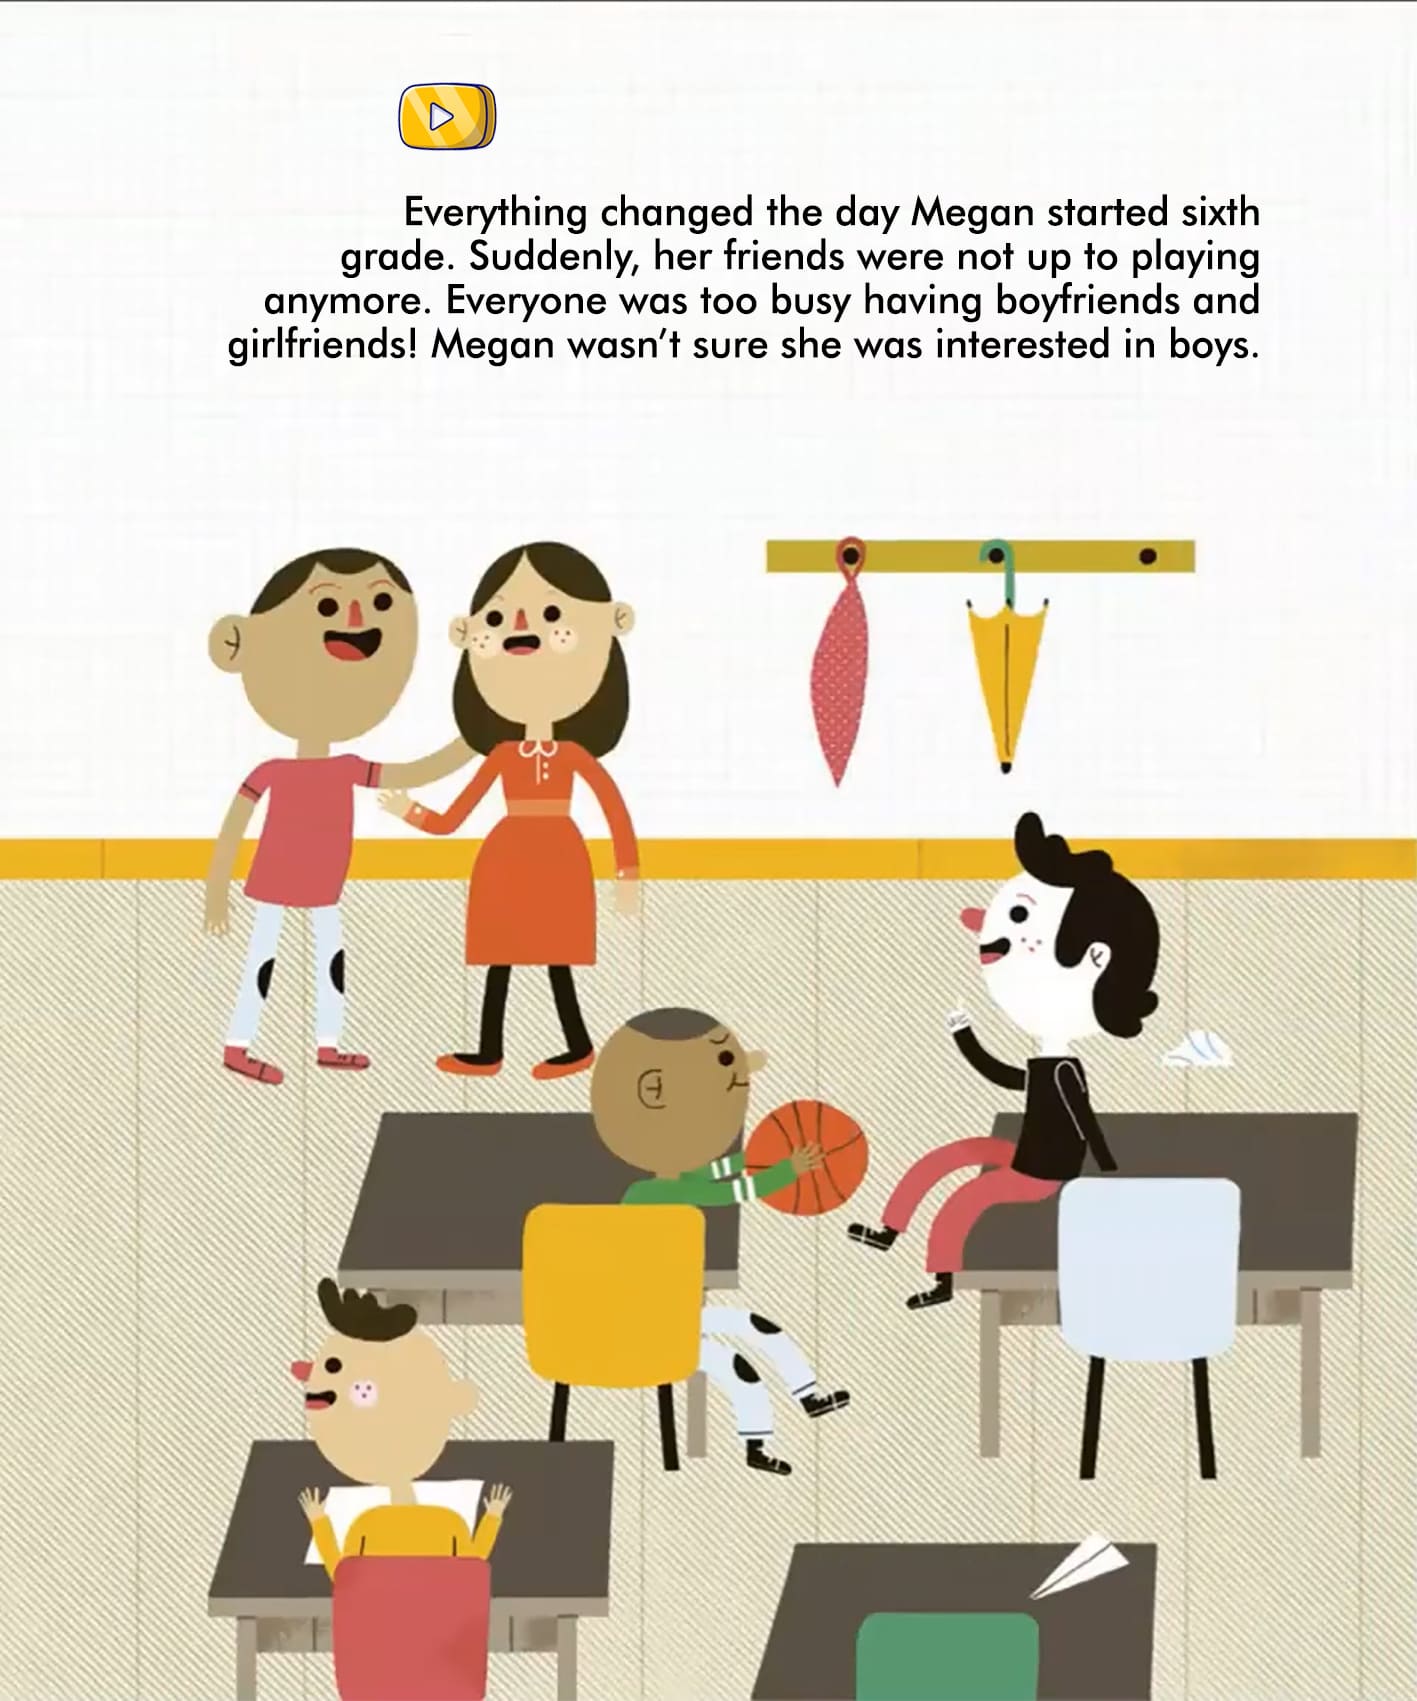 Everything changed the day Megan started sixth
grade. Suddenly, her friends were not up to playing
anymore. Everyone was too busy having boyfriends and
girlfriends! Megan wasn’t sure she was interested in boys.